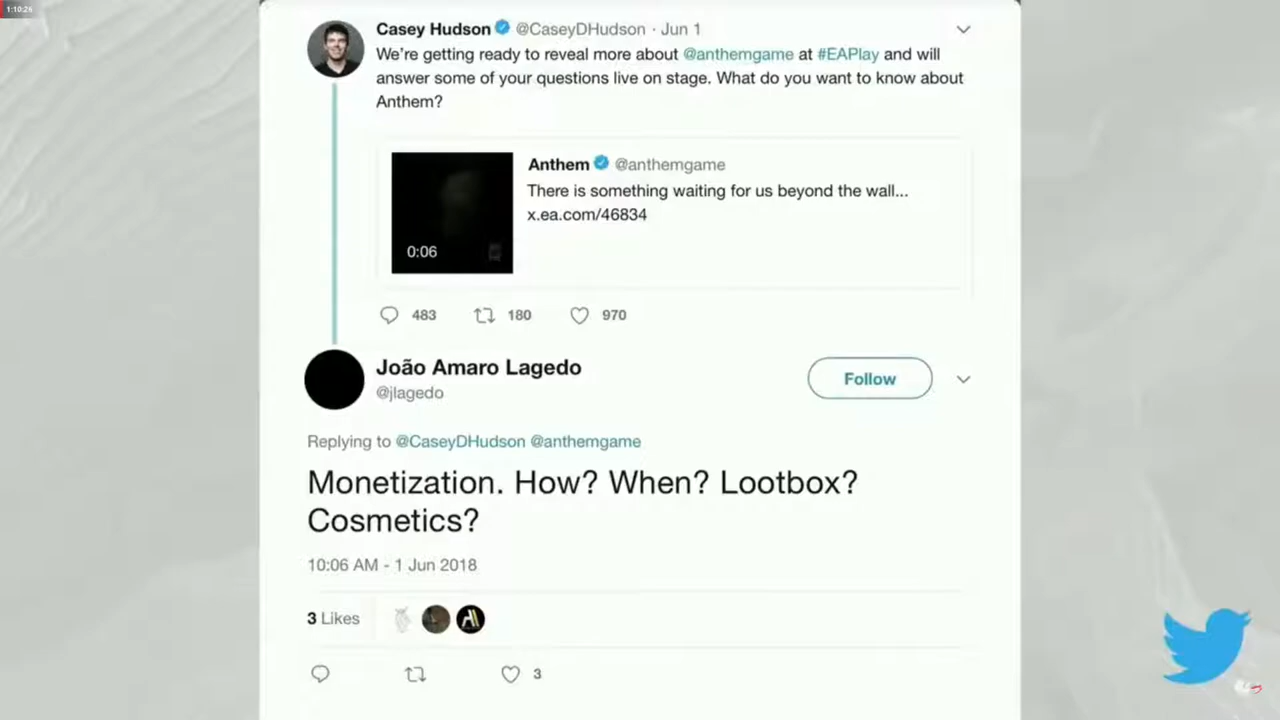 1:10:26
Casey Hudson @CaseyDHudson · Jun 1
We’re getting ready to reveal more about @anthemgame at #EAPlay and will
answer some of your questions live on stage. What do you want to know about
Anthem?
Anthem @anthemgame
There is something waiting for us beyond the wall...
x.ea.com/46834
0:06
483 180 970
João Amaro Lagedo
@jlagedo
Follow
Replying to @CaseyDHudson @anthemgame
Monetization. How? When? Lootbox?
Cosmetics?
10:06 AM - 1 Jun 2018
3 Likes
3